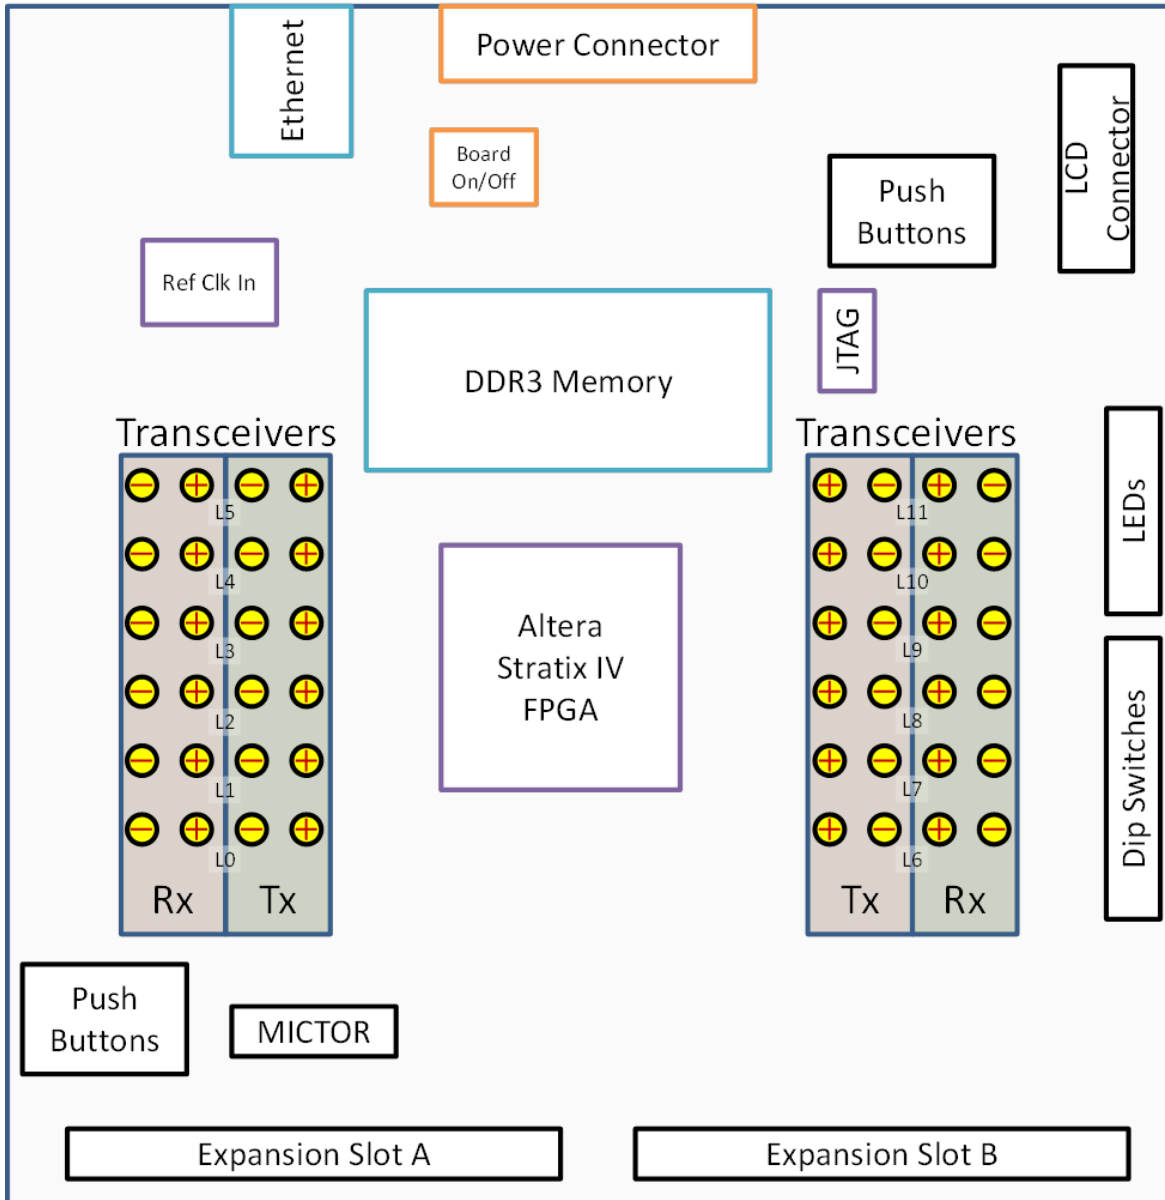 Ethernet
Power Connector
Board
On/Off
LCD
Connector
Push
Buttons
Ref Clk In
DDR3 Memory
JTAG
Transceivers
Transceivers
L5
L4
L3
L2
L1
L0
Rx
Tx
Altera
Stratix IV
FPGA
L11
L10
L9
L8
L7
L6
Tx
Rx
LEDs
Dip Switches
Push
Buttons
MICTOR
Expansion Slot A
Expansion Slot B